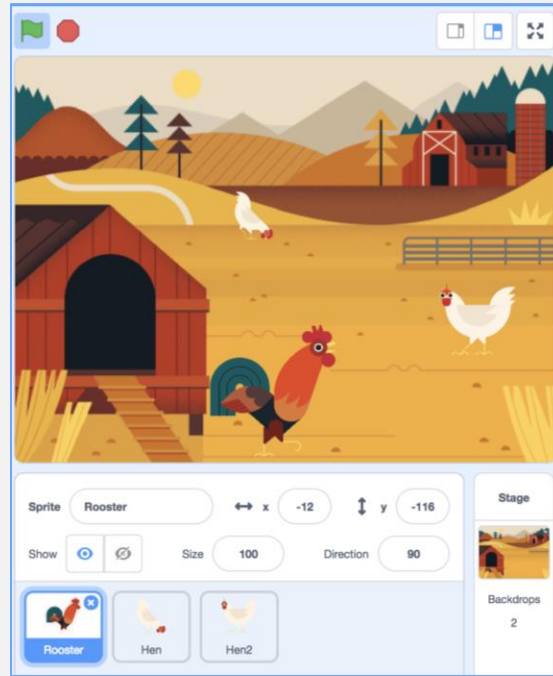 Sprite Rooster x -12 y -116
Show Size 100 Direction 90
Stage
Backdrops
2
Rooster Hen Hen2